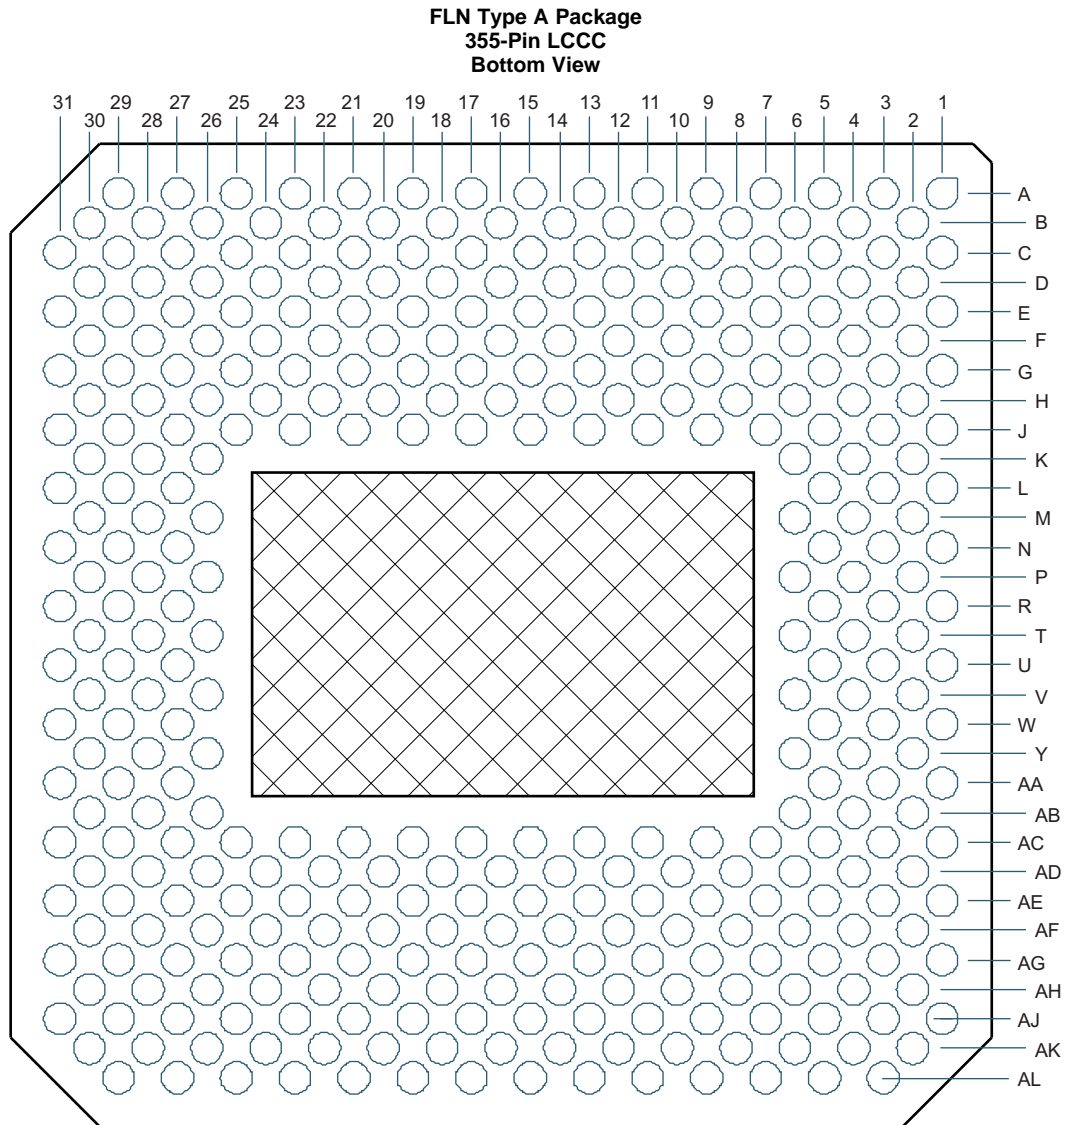 FLN Type A Package
355-Pin LCCC
Bottom View
31 29 27 25 23 21 19 17 15 13 11 9 7 5 3 1
30 28 26 24 22 20 18 16 14 12 10 8 6 4 2
A
B
C
D
E
F
G
H
J
K
L
M
N
P
R
T
U
V
W
Y
AA
AB
AC
AD
AE
AF
AG
AH
AJ
AK
AL